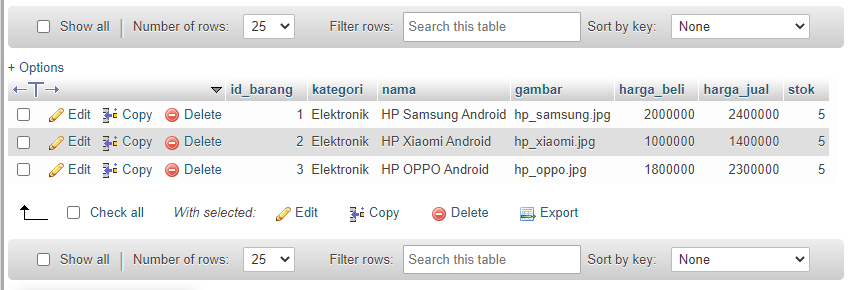 Show all Number of rows: 25 Filter rows: Search this table Sort by key: None
+ Options
←T→ id_barang kategori nama gambar harga_beli harga_jual stok
Edit Copy Delete 1 Elektronik HP Samsung Android hp_samsung.jpg 2000000 2400000 5
Edit Copy Delete 2 Elektronik HP Xiaomi Android hp_xiaomi.jpg 1000000 1400000 5
Edit Copy Delete 3 Elektronik HP OPPO Android hp_oppo.jpg 1800000 2300000 5
Check all With selected: Edit Copy Delete Export
Show all Number of rows: 25 Filter rows: Search this table Sort by key: None